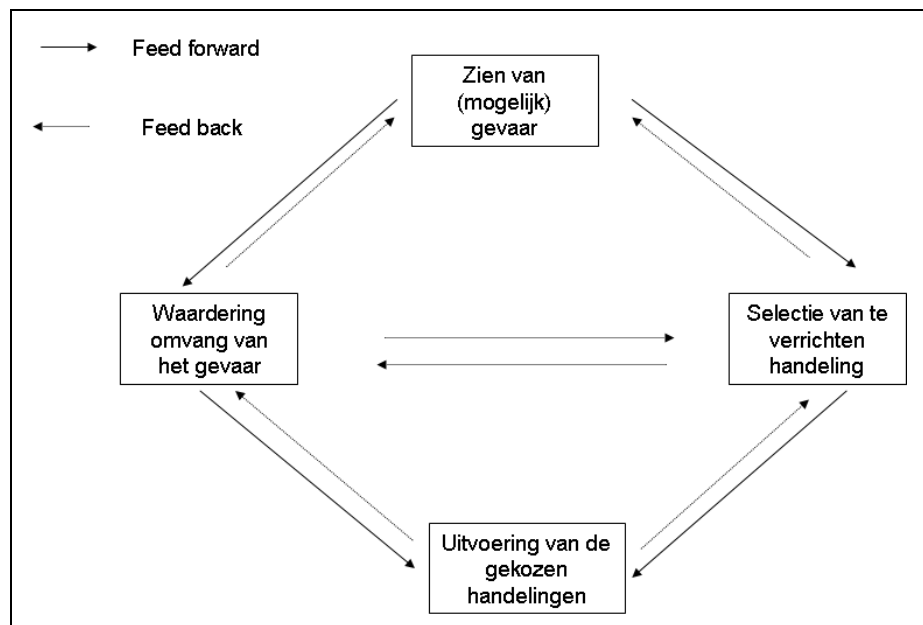 Feed forward
Feed back
Zien van
(mogelijk)
gevaar
Waardering
omvang van
het gevaar
Selectie van te
verrichten
handeling
Uitvoering van de
gekozen
handelingen